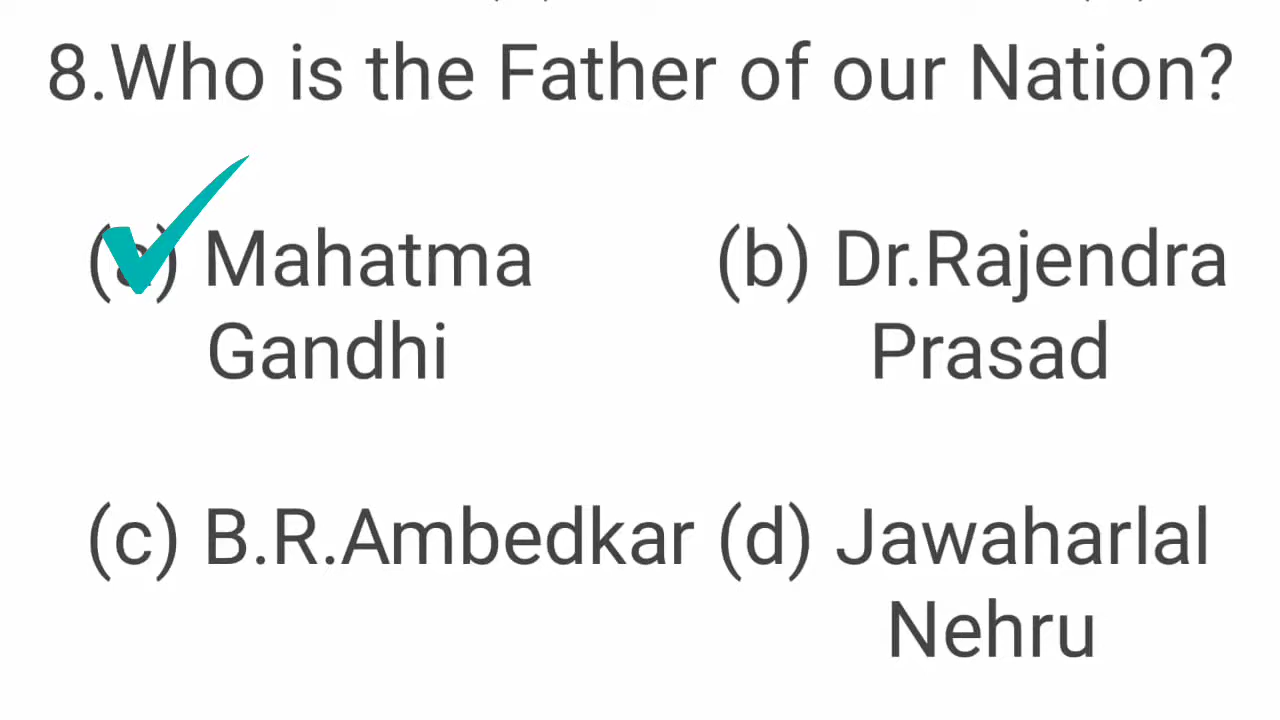 8.Who is the Father of our Nation?
(a) Mahatma Gandhi
(b) Dr.Rajendra Prasad
(c) B.R.Ambedkar
(d) Jawaharlal Nehru